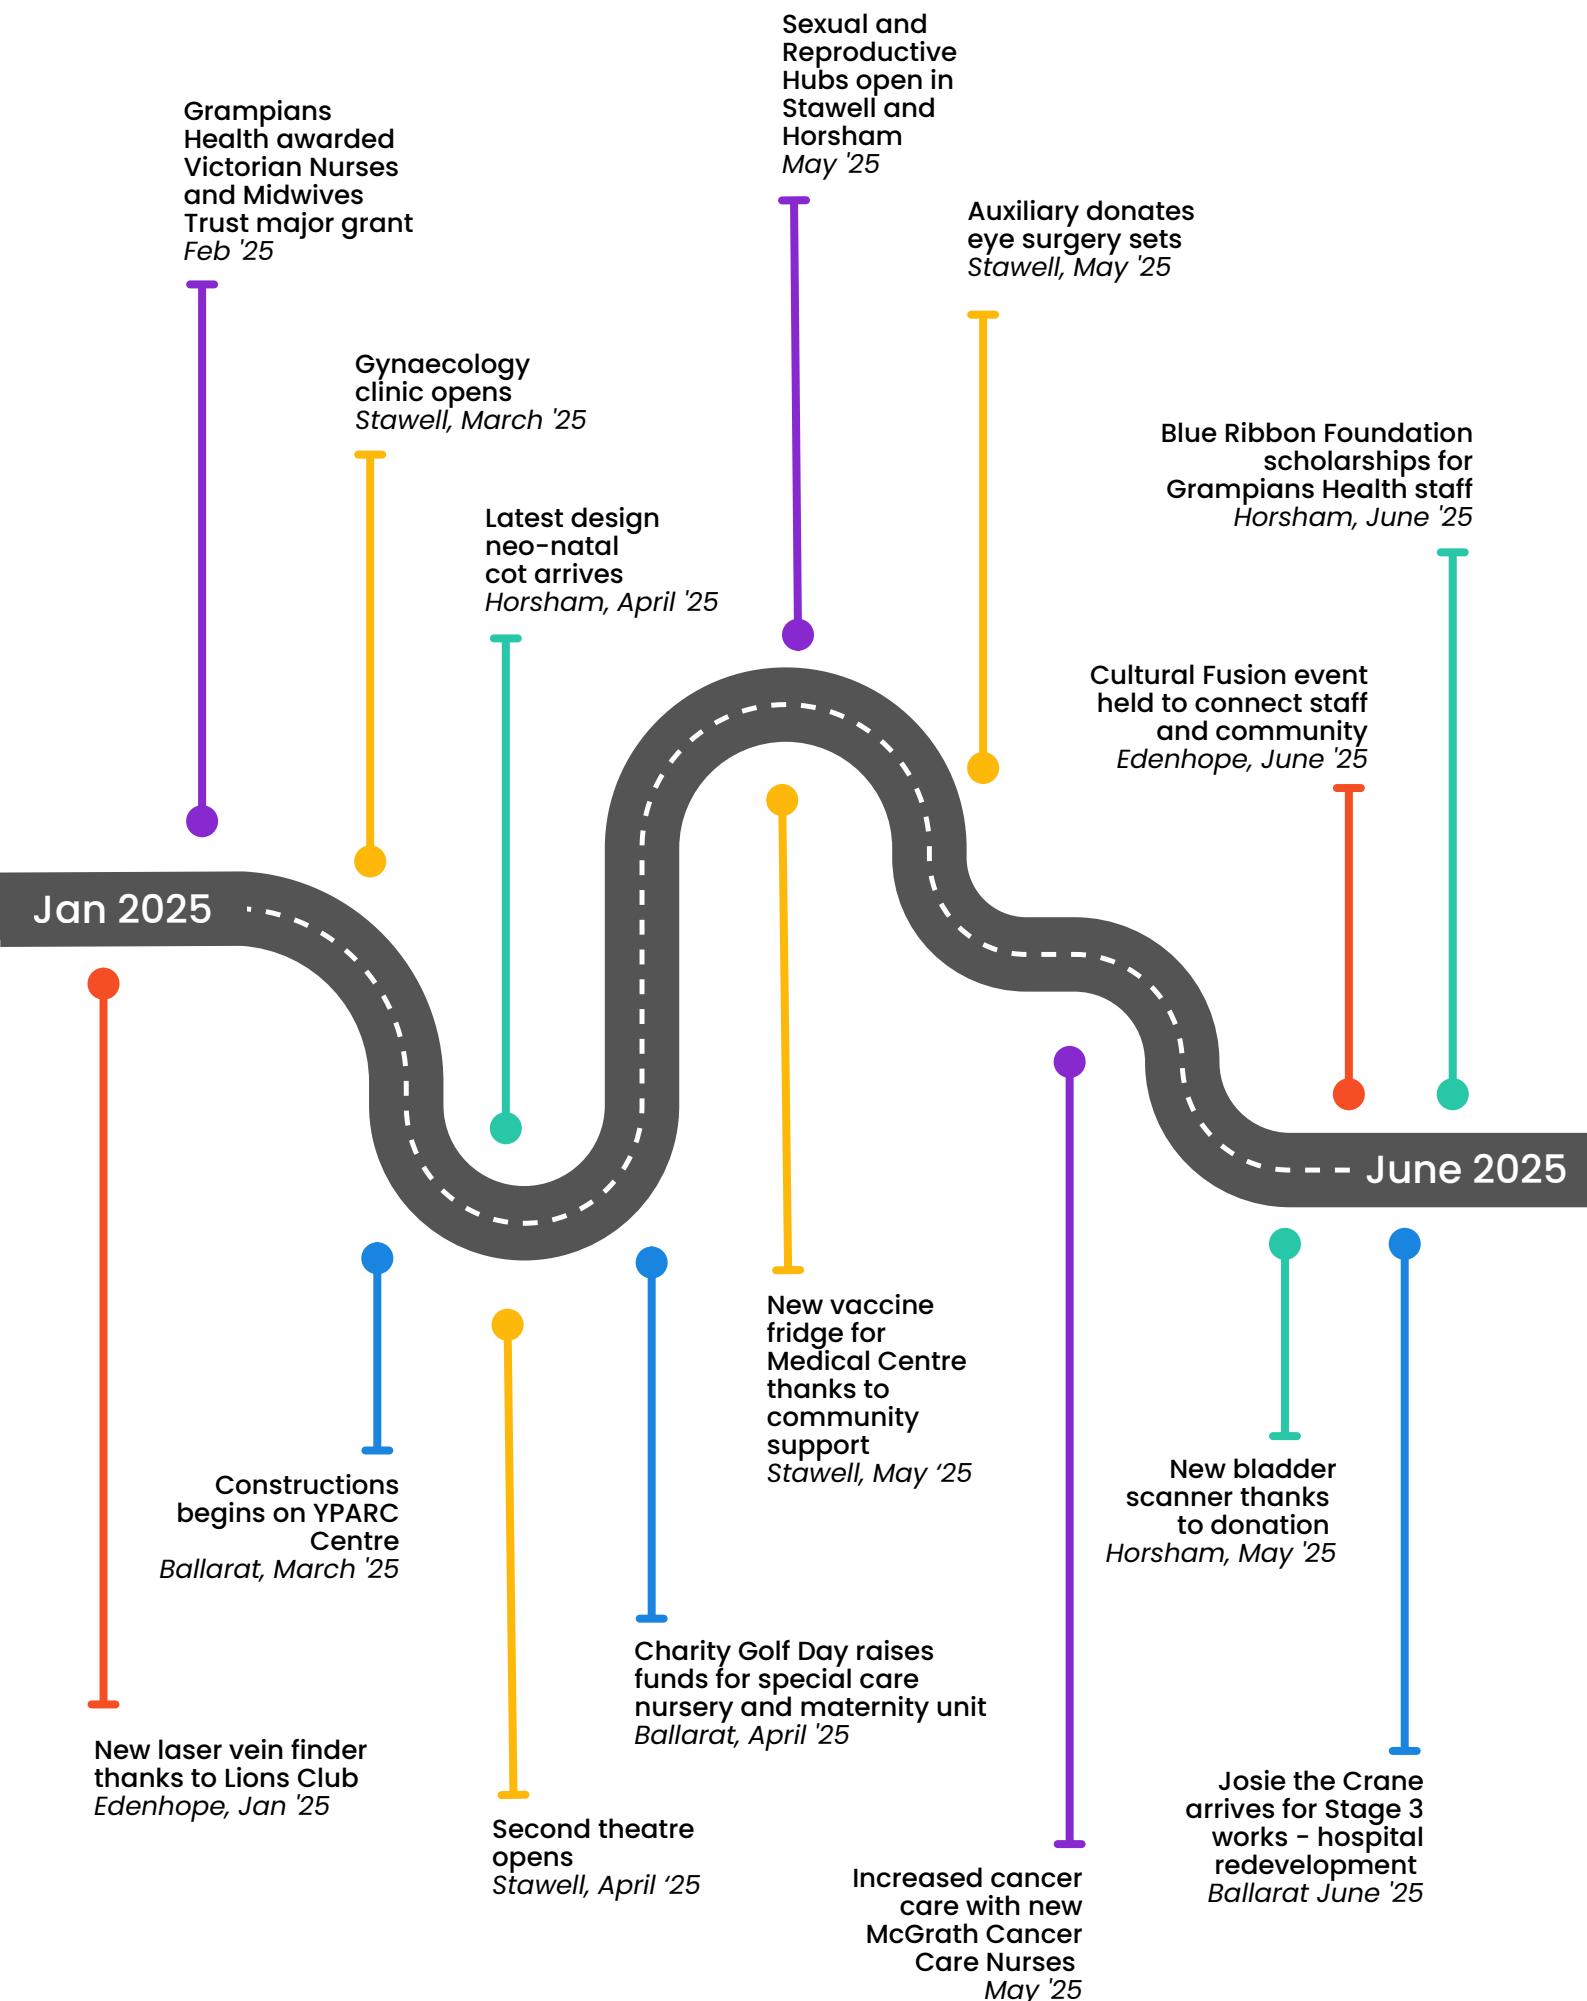 Sexual and
Reproductive
Hubs open in
Stawell and
Horsham
May '25
Grampians
Health awarded
Victorian Nurses
and Midwives
Trust major grant
Feb '25
Auxiliary donates
eye surgery sets
Stawell, May '25
Gynaecology
clinic opens
Stawell, March '25
Blue Ribbon Foundation
scholarships for
Grampians Health staff
Horsham, June '25
Latest design
neo-natal
cot arrives
Horsham, April '25
Cultural Fusion event
held to connect staff
and community
Edenhope, June '25
Jan 2025
June 2025
New vaccine
fridge for
Medical Centre
thanks to
community
support
Stawell, May ‘25
New bladder
scanner thanks
to donation
Horsham, May '25
Constructions
begins on YPARC
Centre
Ballarat, March '25
Charity Golf Day raises
funds for special care
nursery and maternity unit
Ballarat, April '25
New laser vein finder
thanks to Lions Club
Edenhope, Jan '25
Josie the Crane
arrives for Stage 3
works - hospital
redevelopment
Ballarat June '25
Second theatre
opens
Stawell, April ‘25
Increased cancer
care with new
McGrath Cancer
Care Nurses
May '25